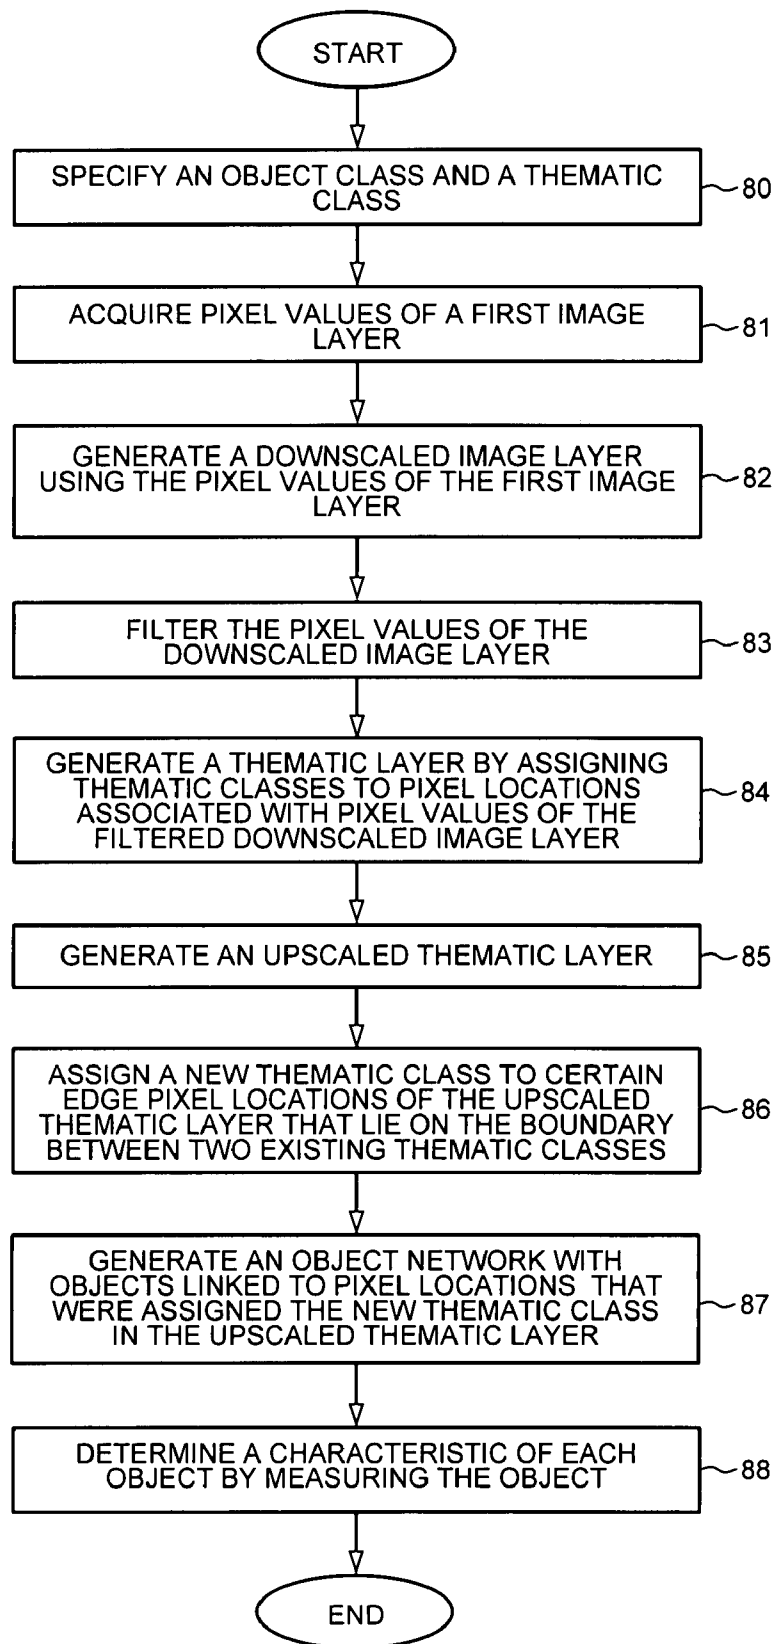 START
SPECIFY AN OBJECT CLASS AND A THEMATIC
CLASS
80
ACQUIRE PIXEL VALUES OF A FIRST IMAGE
LAYER
81
GENERATE A DOWNSCALED IMAGE LAYER
USING THE PIXEL VALUES OF THE FIRST IMAGE
LAYER
82
FILTER THE PIXEL VALUES OF THE
DOWNSCALED IMAGE LAYER
83
GENERATE A THEMATIC LAYER BY ASSIGNING
THEMATIC CLASSES TO PIXEL LOCATIONS
ASSOCIATED WITH PIXEL VALUES OF THE
FILTERED DOWNSCALED IMAGE LAYER
84
GENERATE AN UPSCALED THEMATIC LAYER
85
ASSIGN A NEW THEMATIC CLASS TO CERTAIN
EDGE PIXEL LOCATIONS OF THE UPSCALED
THEMATIC LAYER THAT LIE ON THE BOUNDARY
BETWEEN TWO EXISTING THEMATIC CLASSES
86
GENERATE AN OBJECT NETWORK WITH
OBJECTS LINKED TO PIXEL LOCATIONS THAT
WERE ASSIGNED THE NEW THEMATIC CLASS
IN THE UPSCALED THEMATIC LAYER
87
DETERMINE A CHARACTERISTIC OF EACH
OBJECT BY MEASURING THE OBJECT
88
END